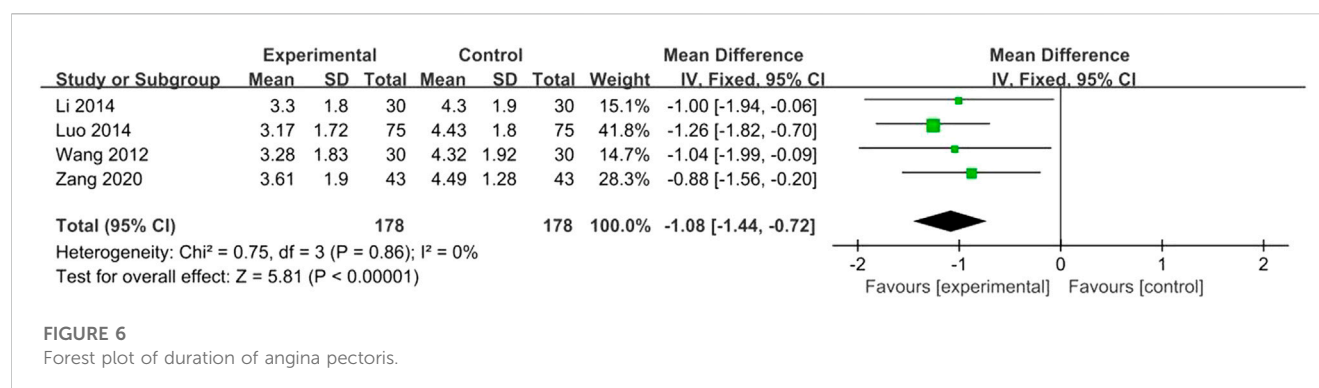 Experimental Control Mean Difference Mean Difference
Study or Subgroup Mean SD Total Mean SD Total Weight IV, Fixed, 95% CI IV, Fixed, 95% CI
Li 2014 3.3 1.8 30 4.3 1.9 30 15.1% -1.00 [-1.94, -0.06]
Luo 2014 3.17 1.72 75 4.43 1.8 75 41.8% -1.26 [-1.82, -0.70]
Wang 2012 3.28 1.83 30 4.32 1.92 30 14.7% -1.04 [-1.99, -0.09]
Zang 2020 3.61 1.9 43 4.49 1.28 43 28.3% -0.88 [-1.56, -0.20]
Total (95% CI) 178 178 100.0% -1.08 [-1.44, -0.72]
Heterogeneity: Chi² = 0.75, df = 3 (P = 0.86); I² = 0%
Test for overall effect: Z = 5.81 (P < 0.00001)
-2 -1 0 1 2
Favours [experimental] Favours [control]
FIGURE 6
Forest plot of duration of angina pectoris.